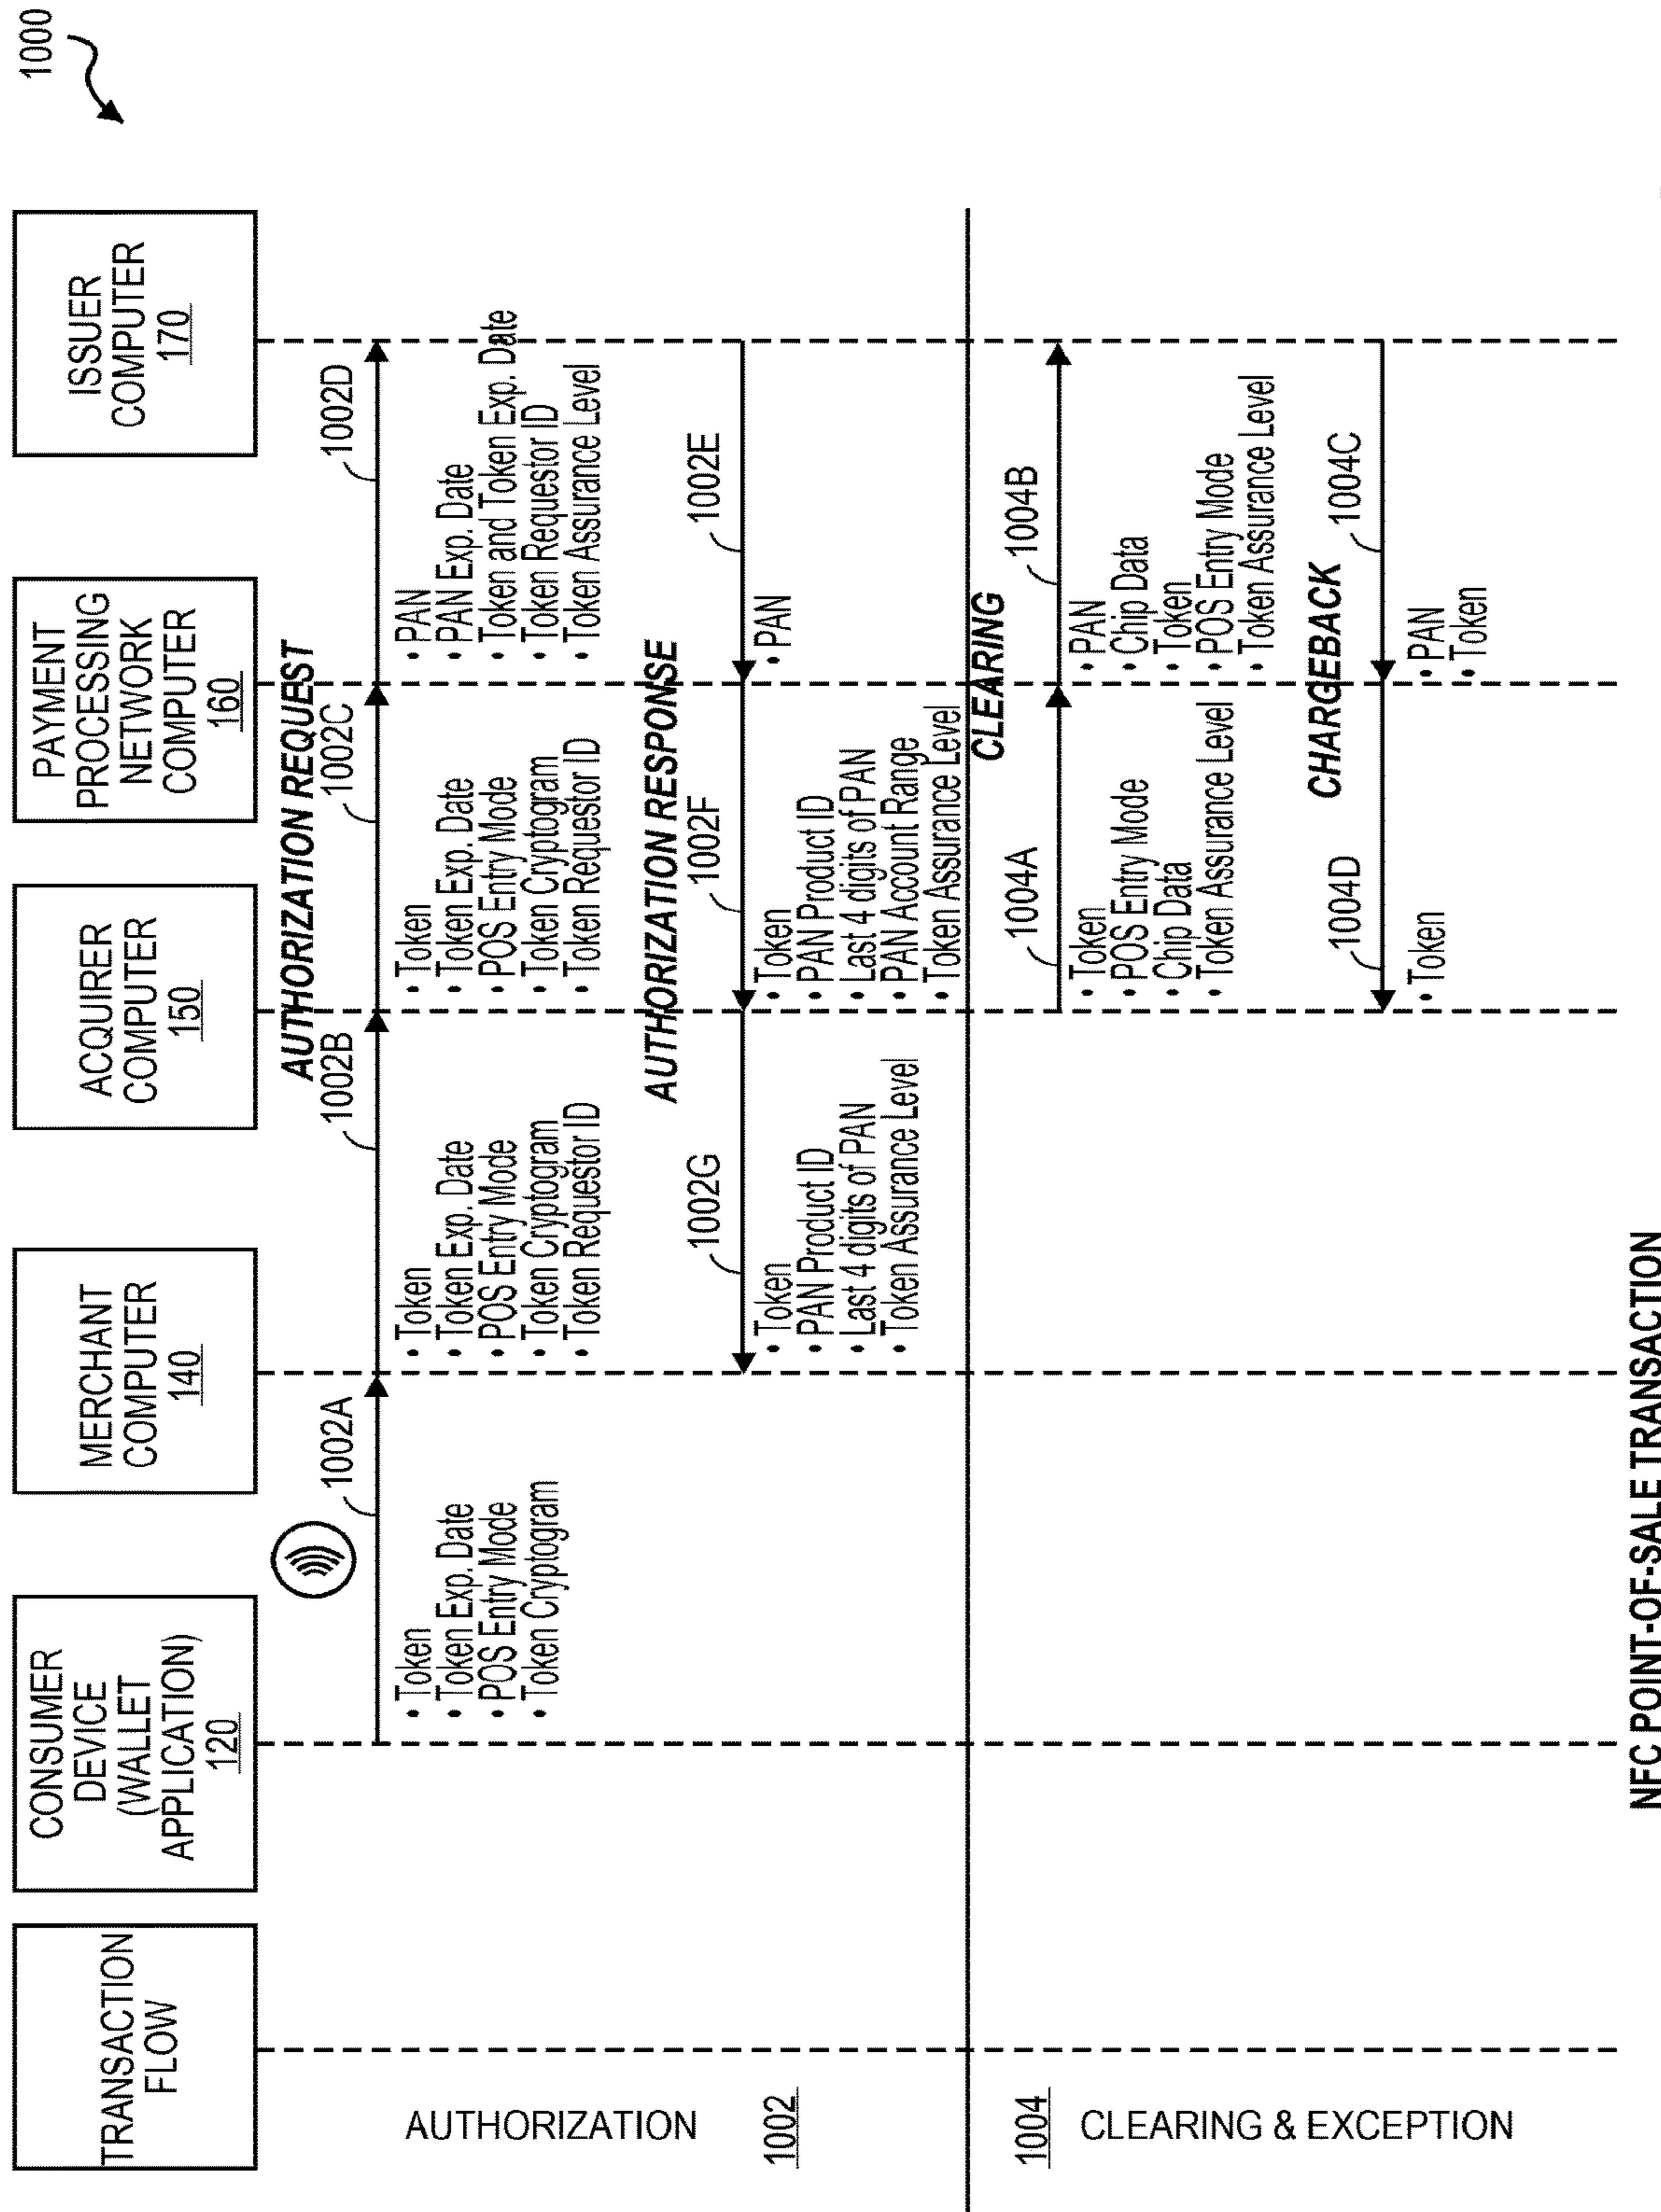 1000
TRANSACTION
FLOW
CONSUMER
DEVICE
(WALLET
APPLICATION)
120
MERCHANT
COMPUTER
140
ACQUIRER
COMPUTER
150
PAYMENT
PROCESSING
NETWORK
COMPUTER
160
ISSUER
COMPUTER
170
AUTHORIZATION REQUEST
1002A
1002B
1002C
1002D
• Token
• Token Exp. Date
• POS Entry Mode
• Token Cryptogram
• Token
• Token Exp. Date
• POS Entry Mode
• Token Cryptogram
• Token Requestor ID
• Token
• Token Exp. Date
• POS Entry Mode
• Token Cryptogram
• Token Requestor ID
• PAN
• PAN Exp. Date
• Token and Token Exp. Date
• Token Requestor ID
• Token Assurance Level
AUTHORIZATION
1002
AUTHORIZATION RESPONSE
1002G
1002F
1002E
• Token
• PAN Product ID
• Last 4 digits of PAN
• Token Assurance Level
• Token
• PAN Product ID
• Last 4 digits of PAN
• PAN Account Range
• Token Assurance Level
• PAN
1004
CLEARING & EXCEPTION
CLEARING
1004A
1004B
• Token
• POS Entry Mode
• Chip Data
• Token Assurance Level
• PAN
• Chip Data
• Token
• POS Entry Mode
• Token Assurance Level
CHARGEBACK
1004D
1004C
• Token
• PAN
• Token
NFC POINT-OF-SALE TRANSACTION